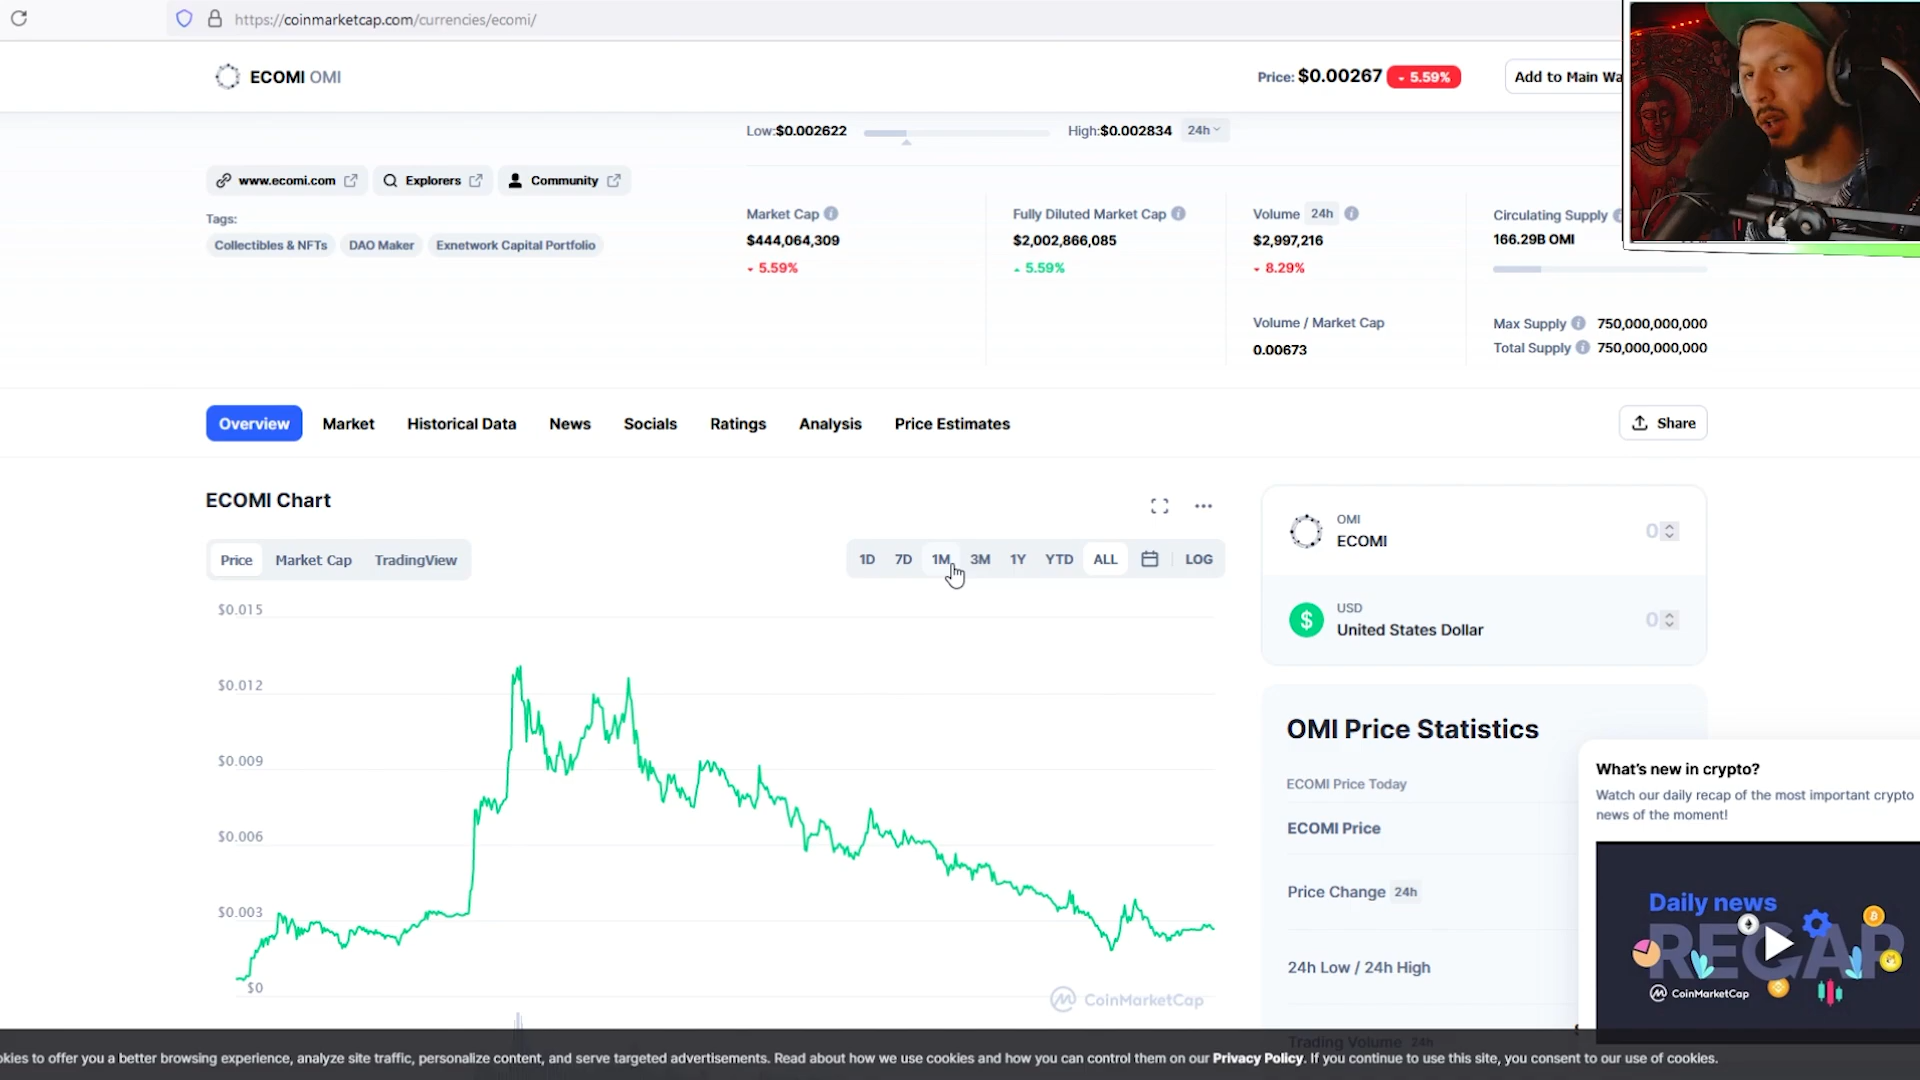 https://coinmarketcap.com/currencies/ecomi/
ECOMI OMI
Price: $0.00267 5.59%
Add to Main Wa
Low:$0.002622
High:$0.002834
24h
www.ecomi.com
Explorers
Community
Tags:
Collectibles & NFTs
DAO Maker
Exnetwork Capital Portfolio
Market Cap
$444,064,309
5.59%
Fully Diluted Market Cap
$2,002,866,085
5.59%
Volume 24h
$2,997,216
8.29%
Volume / Market Cap
0.00673
Circulating Supply
166.29B OMI
Max Supply 750,000,000,000
Total Supply 750,000,000,000
Overview
Market
Historical Data
News
Socials
Ratings
Analysis
Price Estimates
Share
ECOMI Chart
Price
Market Cap
TradingView
1D
7D
1M
3M
1Y
YTD
ALL
LOG
$0.015
$0.012
$0.009
$0.006
$0.003
$0
CoinMarketCap
OMI
ECOMI
0
USD
United States Dollar
0
OMI Price Statistics
ECOMI Price Today
ECOMI Price
Price Change 24h
24h Low / 24h High
Trading Volume 24h
What's new in crypto?
Watch our daily recap of the most important crypto
news of the moment!
Daily news
RECAP
CoinMarketCap
kies to offer you a better browsing experience, analyze site traffic, personalize content, and serve targeted advertisements. Read about how we use cookies and how you can control them on our Privacy Policy. If you continue to use this site, you consent to our use of cookies.